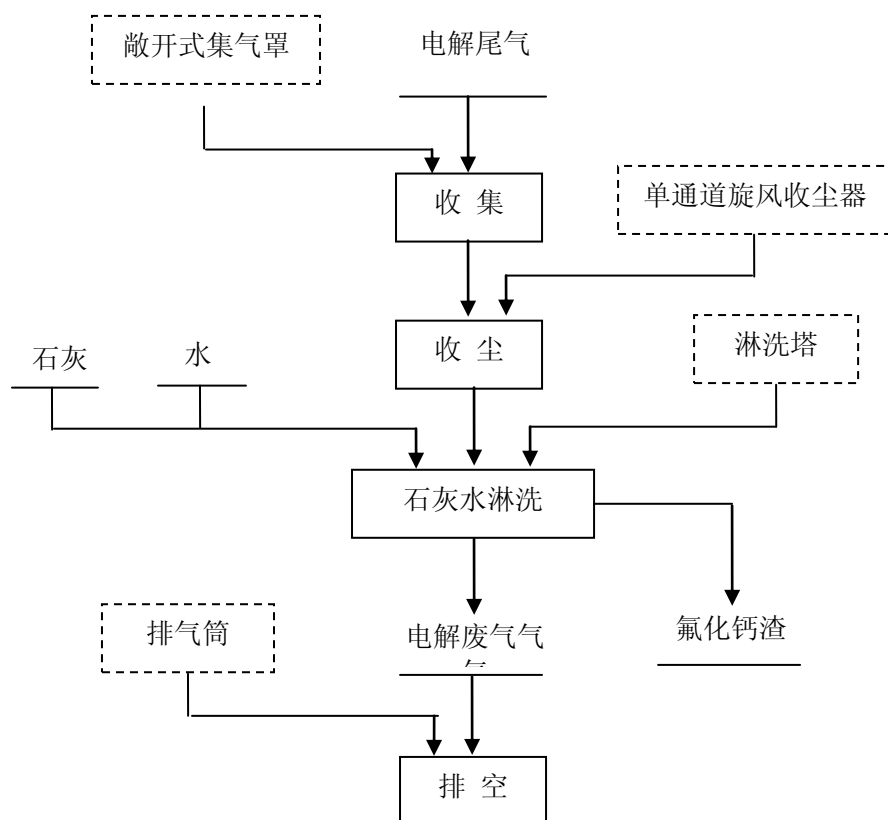 敞开式集气罩
电解尾气
收 集
单通道旋风收尘器
收 尘
淋洗塔
石灰
水
石灰水淋洗
排气筒
电解废气气
氟化钙渣
排 空